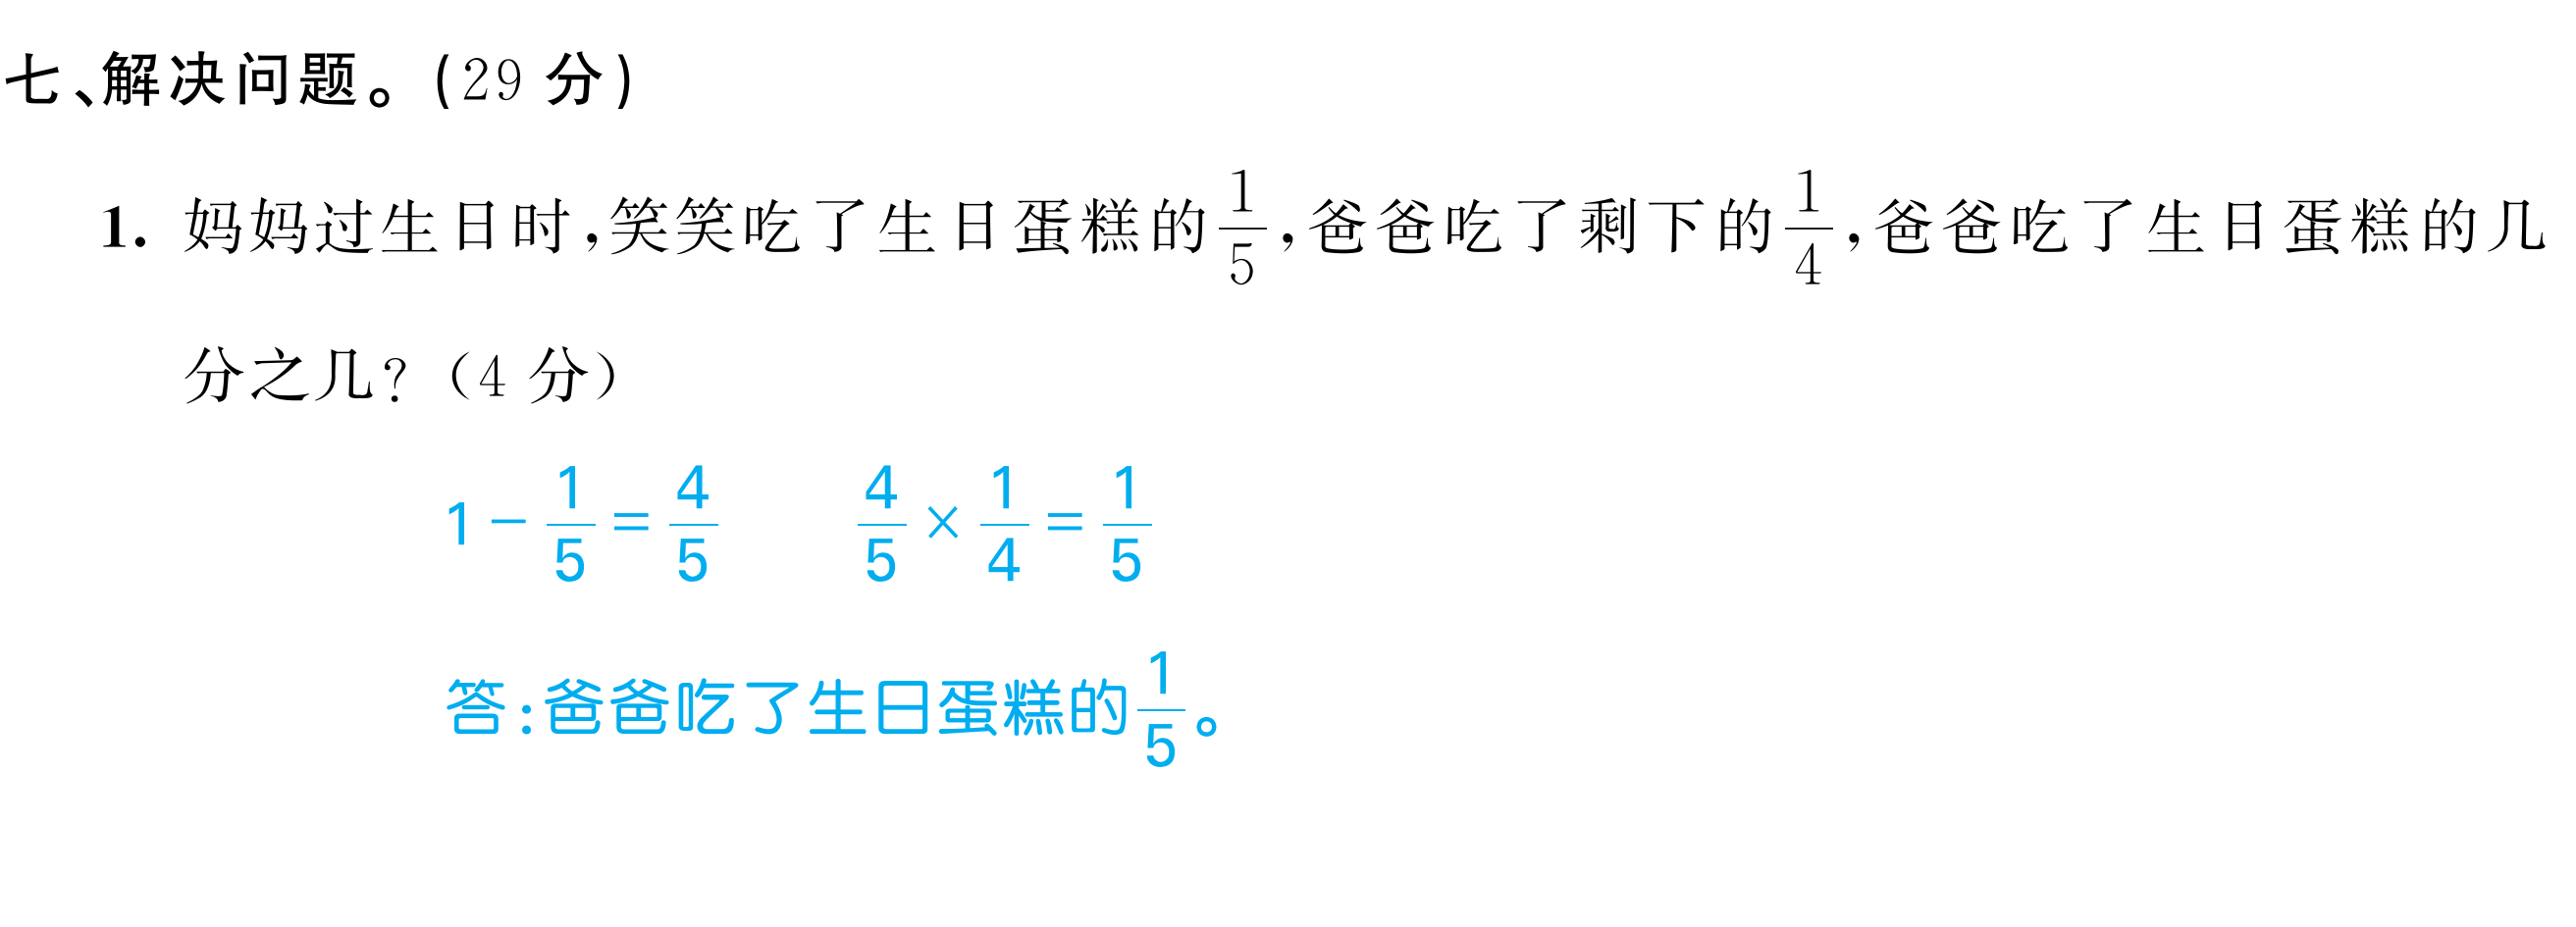 七、解决问题。(29 分)
1. 妈妈过生日时,笑笑吃了生日蛋糕的1/5,爸爸吃了剩下的1/4,爸爸吃了生日蛋糕的几
分之几?(4 分)
1 − 1/5 = 4/5  4/5 × 1/4 = 1/5
答:爸爸吃了生日蛋糕的1/5。